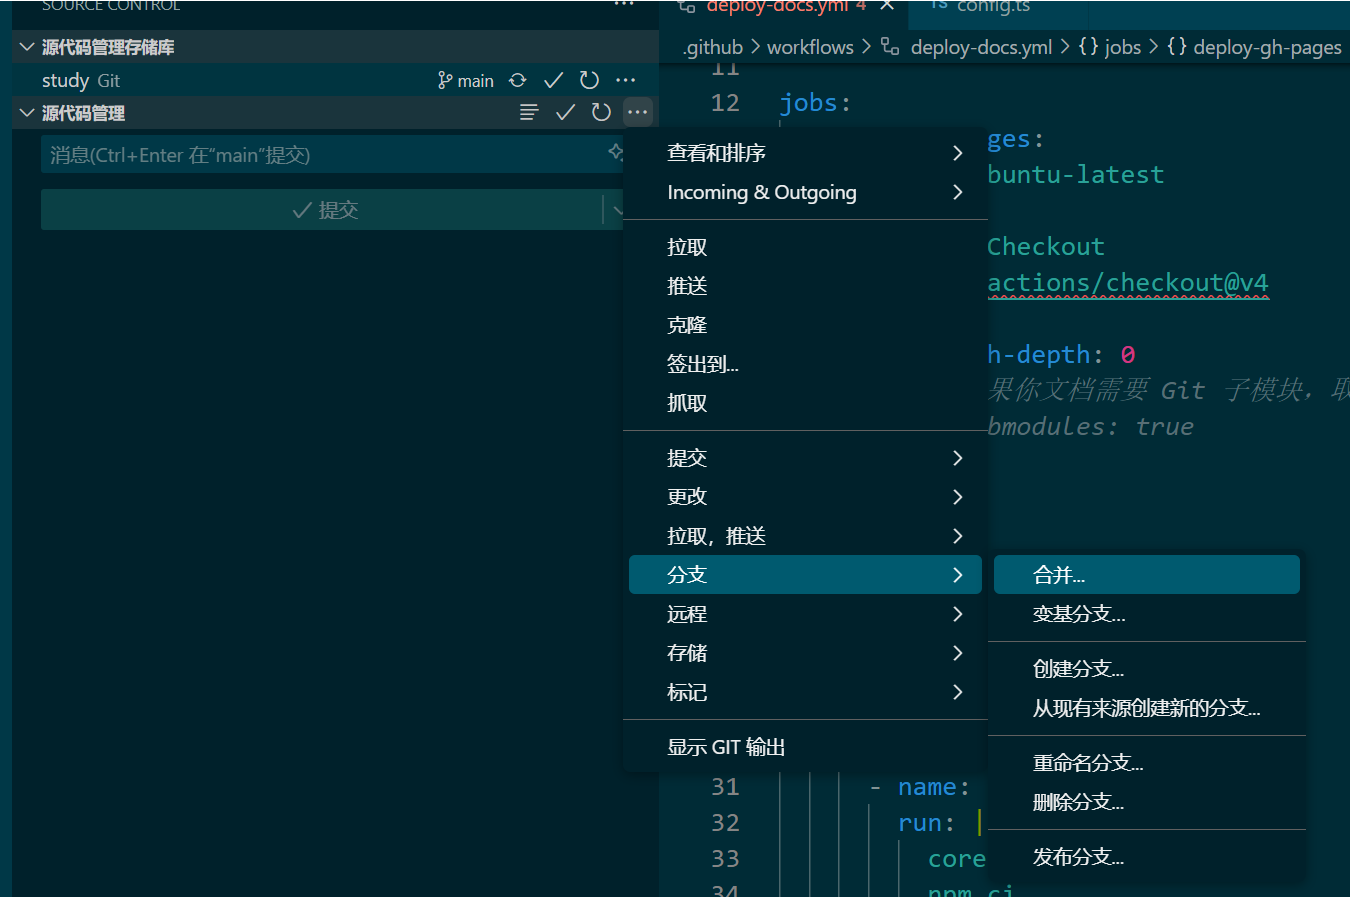 SOURCE CONTROL
源代码管理存储库
study Git
main
源代码管理
消息(Ctrl+Enter 在“main”提交)
提交
查看和排序
Incoming & Outgoing
拉取
推送
克隆
签出到...
抓取
提交
更改
拉取，推送
分支
远程
存储
标记
显示 GIT 输出
合并...
变基分支...
创建分支...
从现有来源创建新的分支...
重命名分支...
删除分支...
发布分支...
deploy-docs.yml 4
TS config.ts
.github > workflows > deploy-docs.yml > {} jobs > {} deploy-gh-pages
11
12 jobs:
ges:
buntu-latest
Checkout
actions/checkout@v4
h-depth: 0
果你文档需要 Git 子模块，取
bmodules: true
31 - name:
32 run: |
33 core
34 npm ci